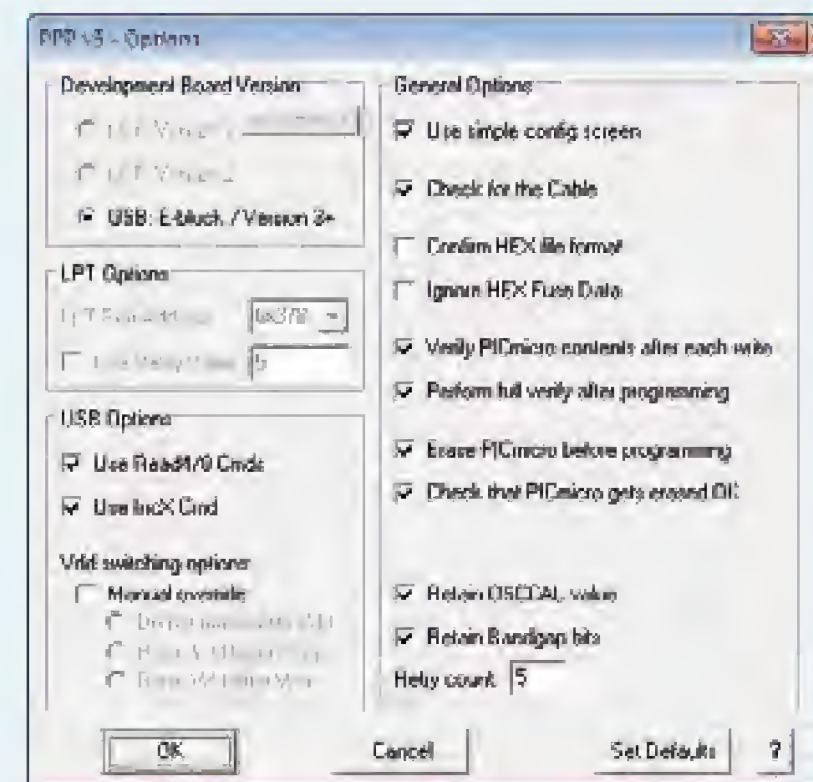 PPP v3 - Options
Development Board Version
USB: E-block / Version 3+
LPT Options
0x378
5
USB Options
Use Read4/0 Cmds
Use IncX Cmd
Vdd switching options:
Manual override
General Options
Use simple config screen
Check for the Cable
Confirm HEX file format
Ignore HEX Fuse Data
Verify PICmicro contents after each write
Perform full verify after programming
Erase PICmicro before programming
Check that PICmicro gets erased OK
Retain OSCCAL value
Retain Bandgap bits
Retry count 5
OK
Cancel
Set Defaults
?